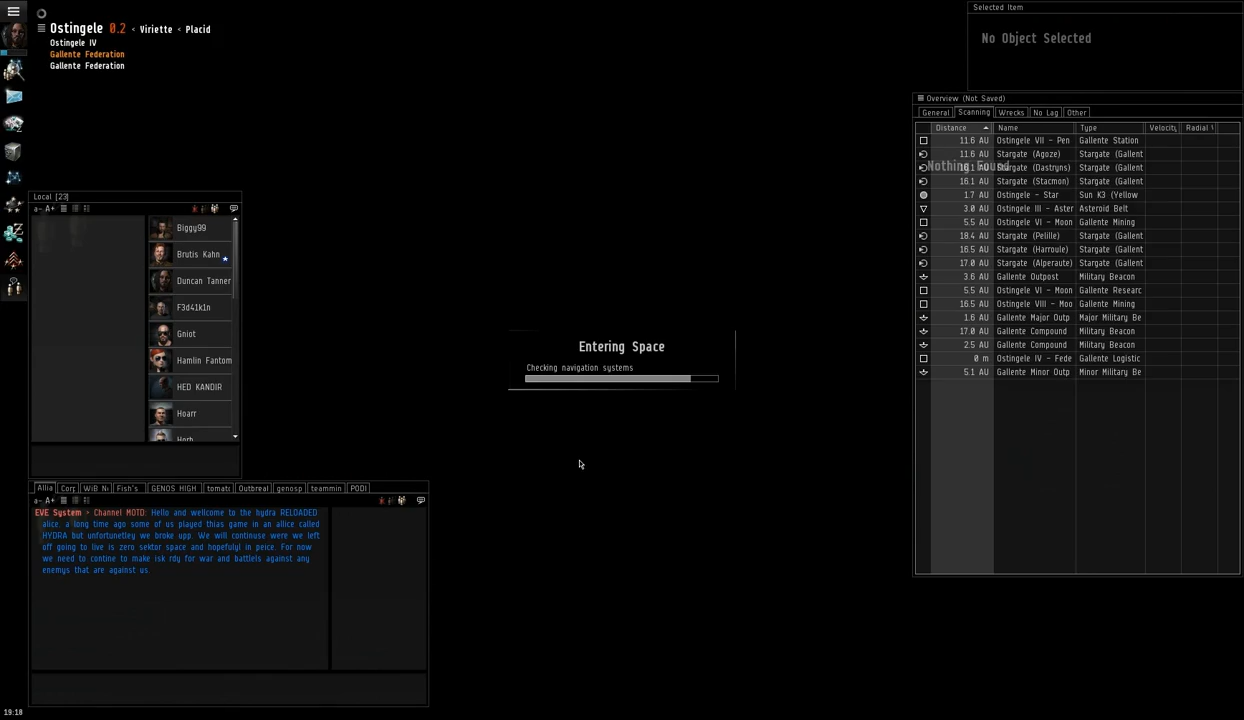 Ostingele 0.2 < Viriette < Placid
Ostingele IV
Gallente Federation
Gallente Federation
Selected Item
No Object Selected
Overview (Not Saved)
General Scanning Wrecks No Lag Other
Distance Name Type Velocity Radial
11.6 AU Ostingele VII - Pen Gallente Station
11.6 AU Stargate (Agoze) Stargate (Gallent
Stargate (Dastryns) Stargate (Gallent
Nothing Found
16.1 AU Stargate (Stacmon) Stargate (Gallent
1.7 AU Ostingele - Star Sun K3 (Yellow
3.0 AU Ostingele III - Aster Asteroid Belt
5.5 AU Ostingele VI - Moon Gallente Mining
18.4 AU Stargate (Pelille) Stargate (Gallent
16.5 AU Stargate (Harroule) Stargate (Gallent
17.0 AU Stargate (Alperaute) Stargate (Gallent
3.6 AU Gallente Outpost Military Beacon
5.5 AU Ostingele VI - Moon Gallente Researc
16.5 AU Ostingele VIII - Moo Gallente Mining
1.6 AU Gallente Major Outp Major Military Be
17.0 AU Gallente Compound Military Beacon
2.5 AU Gallente Compound Military Beacon
0 m Ostingele IV - Fede Gallente Logistic
5.1 AU Gallente Minor Outp Minor Military Be
Local [23]
a- A+
Biggy99
Brutis Kahn
Duncan Tanner
F3d41k1n
Gniot
Hamlin Fantom
HED KANDIR
Hoarr
Entering Space
Checking navigation systems
Allia Corp WiB Ne Fish's GENOS HIGH tomato Outbreal genosp teammin PODI
a- A+
EVE System > Channel MOTD: Hello and wellcome to the hydra RELOADED
alice. a long time ago some of us played thias game in an allice called
HYDRA but unfortunetley we broke upp. We will continuse were we left
off going to live is zero sektor space and hopefulyl in peice. For now
we need to contine to make isk rdy for war and battlels against any
enemys that are against us.
19:18